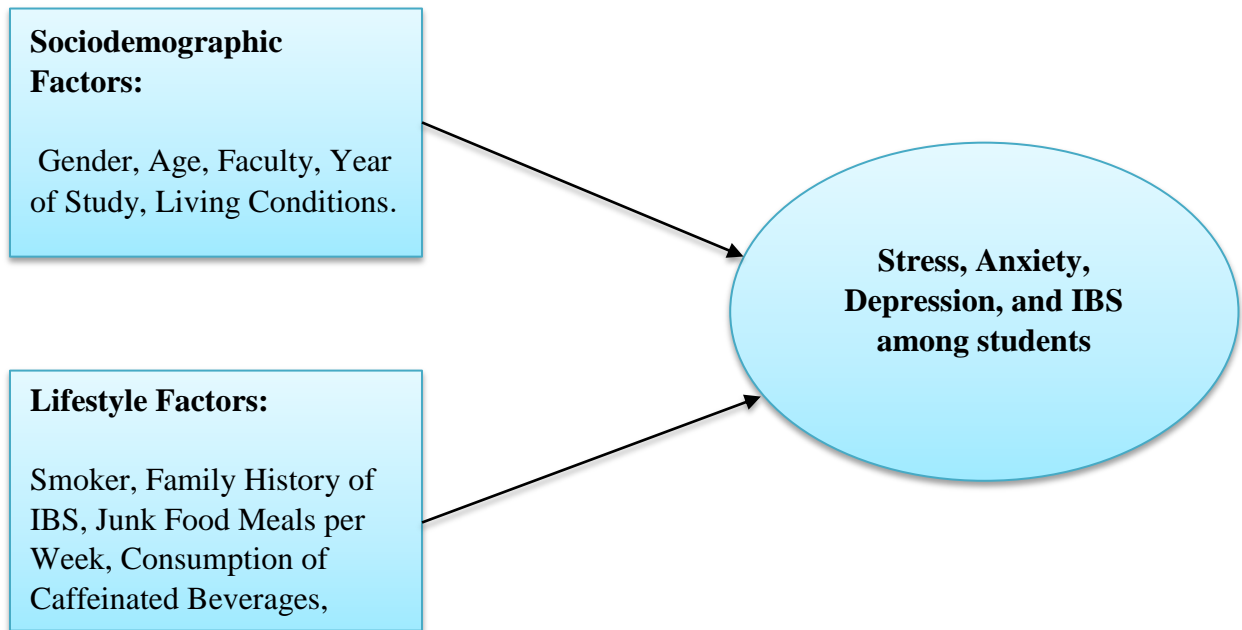 Sociodemographic
Factors:
Gender, Age, Faculty, Year
of Study, Living Conditions.
Stress, Anxiety,
Depression, and IBS
among students
Lifestyle Factors:
Smoker, Family History of
IBS, Junk Food Meals per
Week, Consumption of
Caffeinated Beverages,